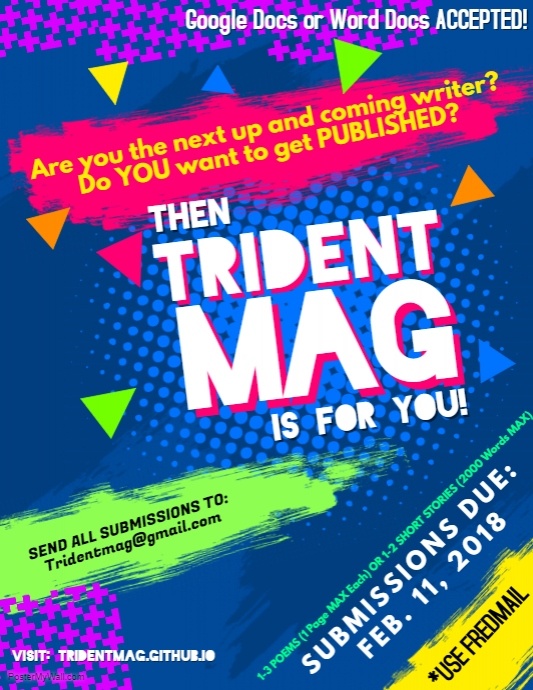 Google Docs or Word Docs ACCEPTED!
Are you the next up and coming writer?
Do YOU want to get PUBLISHED?
THEN
TRIDENT
MAG
IS FOR YOU!
SEND ALL SUBMISSIONS TO:
Tridentmag@gmail.com
1-3 POEMS (1 Page MAX Each) OR 1-2 SHORT STORIES (2000 Words MAX)
SUBMISSIONS DUE:
FEB. 11, 2018
*USE FREDMAIL
VISIT: TRIDENTMAG.GITHUB.IO
PosterMyWall.com